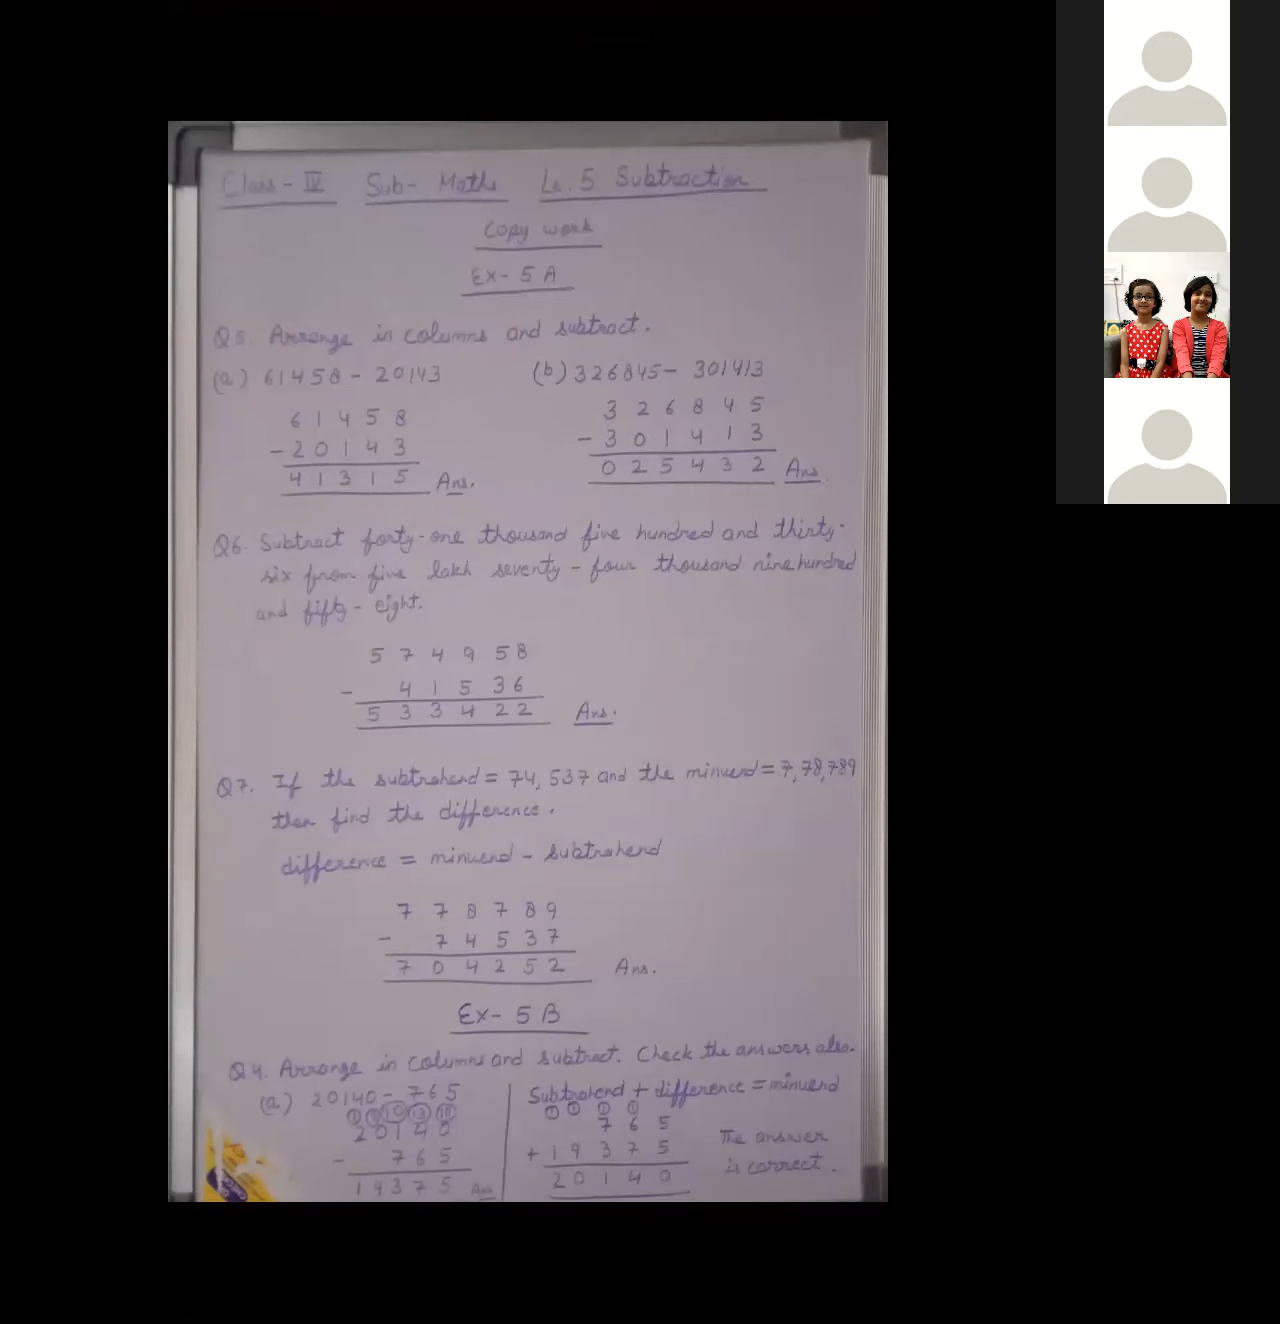 Class - IV Sub- Maths Le. 5 Subtraction
Copy work
Ex- 5 A
Q5. Arrange in columns and subtract.
(a) 61458 - 20143 (b) 326845 - 301413
6 1 4 5 8
- 2 0 1 4 3
4 1 3 1 5 Ans.
3 2 6 8 4 5
- 3 0 1 4 1 3
0 2 5 4 3 2 Ans
Q6. Subtract forty-one thousand five hundred and thirty-
six from five lakh seventy-four thousand nine hundred
and fifty-eight.
5 7 4 9 5 8
- 4 1 5 3 6
5 3 3 4 2 2 Ans.
Q7. If the subtrahend = 74,537 and the minuend = 7,78,789
then find the difference.
difference = minuend - subtrahend
7 7 8 7 8 9
- 7 4 5 3 7
7 0 4 2 5 2 Ans.
Ex- 5 B
Q4. Arrange in columns and subtract. Check the answers also.
(a) 20140 - 765
2 0 1 4 0
- 7 6 5
1 9 3 7 5 Ans
Subtrahend + difference = minuend
1 1 1 1
7 6 5
+ 1 9 3 7 5
2 0 1 4 0
The answer
is correct.